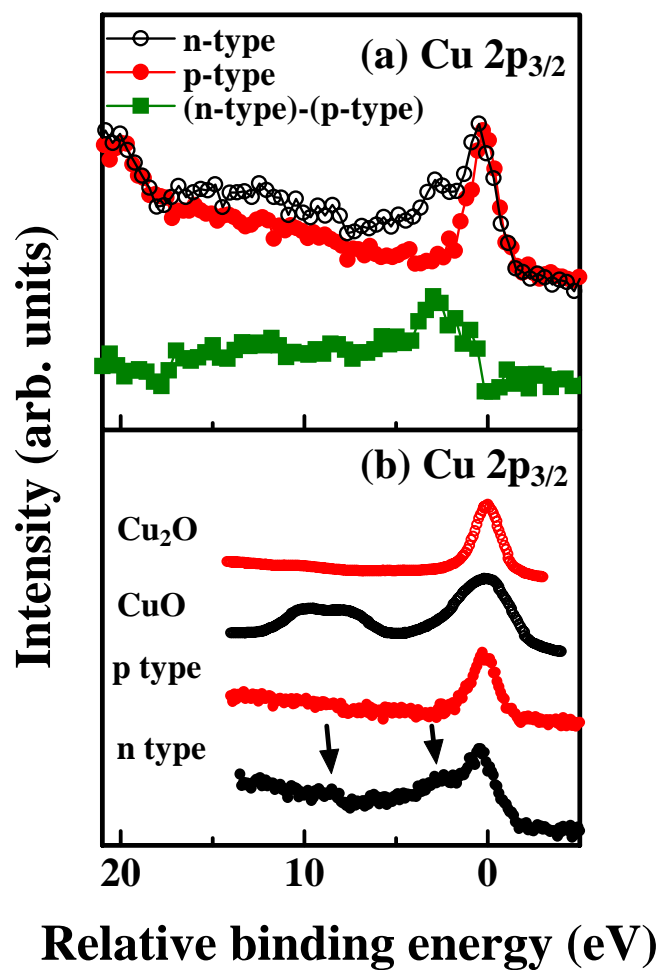 n-type
p-type
(n-type)-(p-type)
(a) Cu 2p3/2
Intensity (arb. units)
(b) Cu 2p3/2
Cu2O
CuO
p type
n type
20 10 0
Relative binding energy (eV)